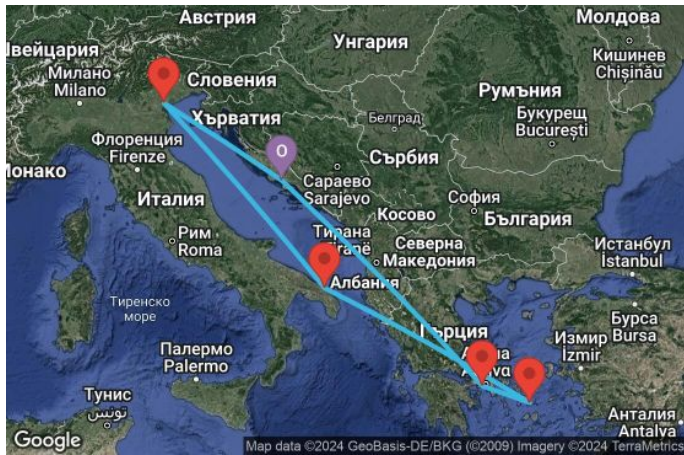 Австрия
Молдова
Унгария
Швейцария
Кишинев
Chișinău
Милано
Milano
Словения
Румъния
Хърватия
Белград
Букурещ
București
Флоренция
Firenze
О
Сърбия
Монако
Сараево
Sarajevo
Италия
София
Косово
България
Рим
Roma
Тирана
Северна
Македония
Истанбул
İstanbul
Албания
Тиренско
море
Бурса
Bursa
Гърция
Измир
İzmir
Палермо
Palermo
Тунис
تونس
Анталия
Antalya
Google
Map data ©2024 GeoBasis-DE/BKG (©2009) Imagery ©2024 TerraMetrics